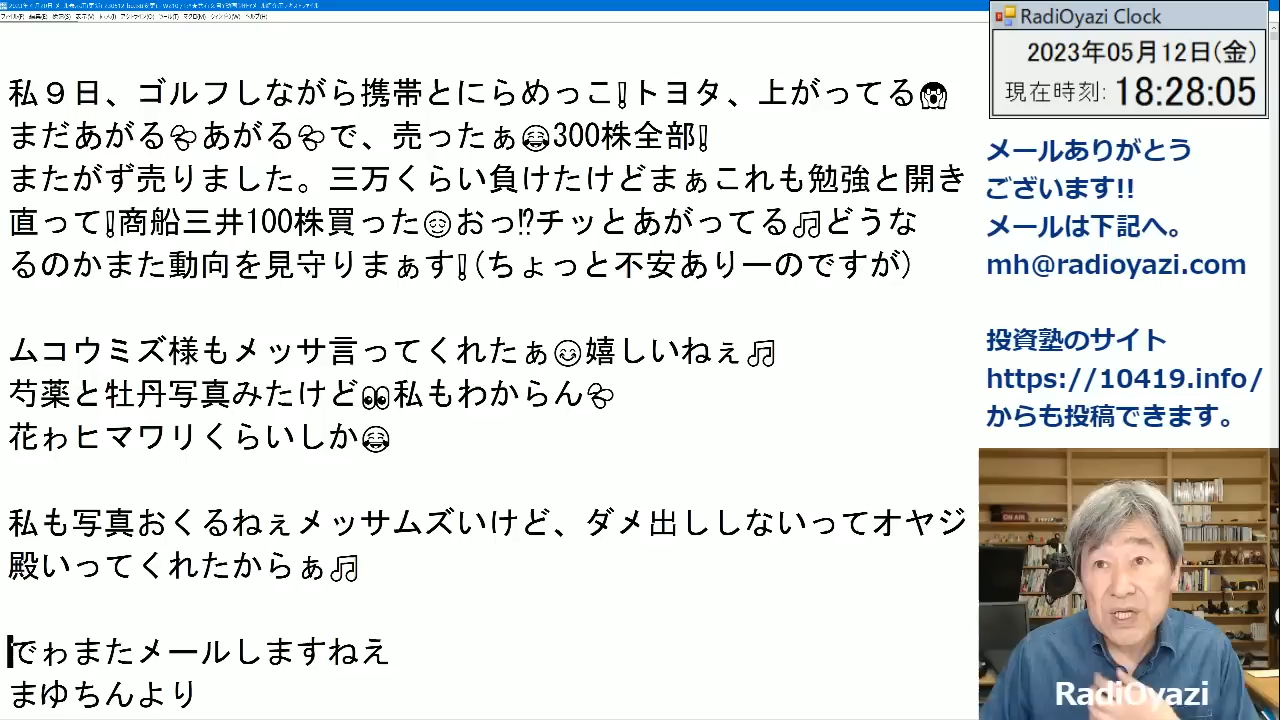 私９日、ゴルフしながら携帯とにらめっこ!トヨタ、上がってる😱
まだあがる💫あがる💫で、売ったぁ😂300株全部!
またがず売りました。三万くらい負けたけどまぁこれも勉強と開き
直って!商船三井100株買った😌おっ⁉チッとあがってる🎵どうな
るのかまた動向を見守りまぁす!(ちょっと不安ありーのですが)
ムコウミズ様もメッサ言ってくれたぁ😊嬉しいねぇ🎵
芍薬と牡丹写真みたけど👀私もわからん💫
花ゎヒマワリくらいしか😂
私も写真おくるねぇメッサムズいけど、ダメ出ししないってオヤジ
殿いってくれたからぁ🎵
でゎまたメールしますねえ
まゆちんより
RadiOyazi Clock
2023年05月12日(金)
現在時刻: 18:28:05
メールありがとう
ございます!!
メールは下記へ。
mh@radioyazi.com
投資塾のサイト
https://10419.info/
からも投稿できます。
ON AIR
RadiOyazi